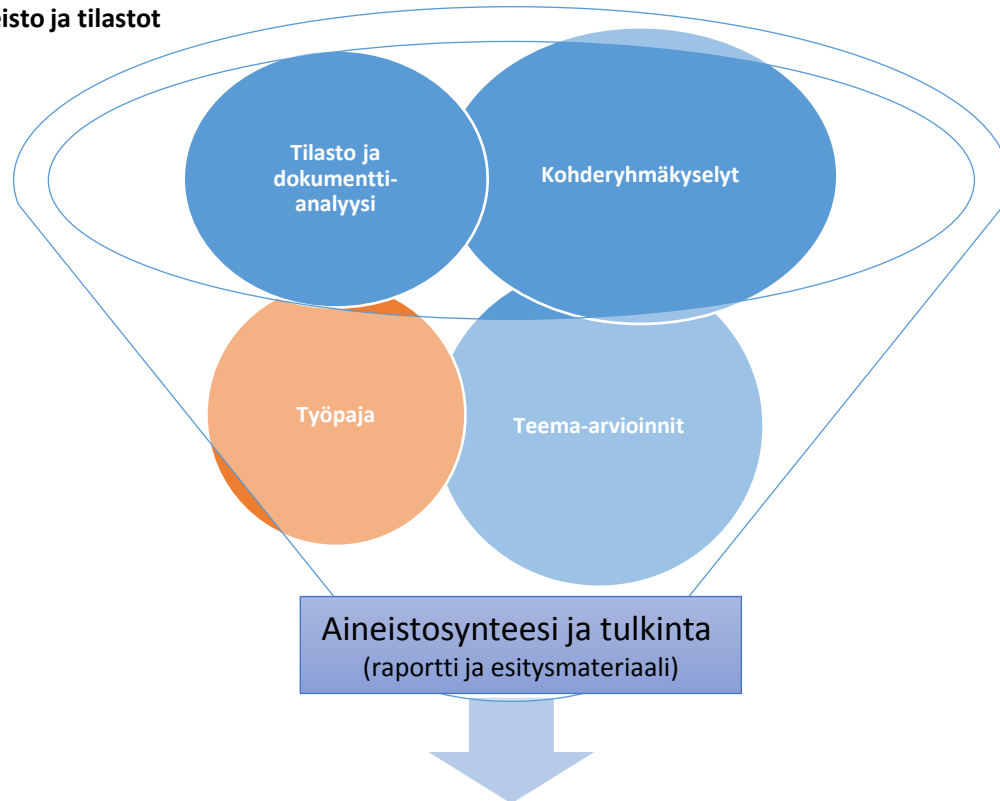 isto ja tilastot
Tilasto ja
dokumentti-
analyysi
Kohderyhmäkyselyt
Työpaja
Teema-arvioinnit
Aineistosynteesi ja tulkinta
(raportti ja esitysmateriaali)